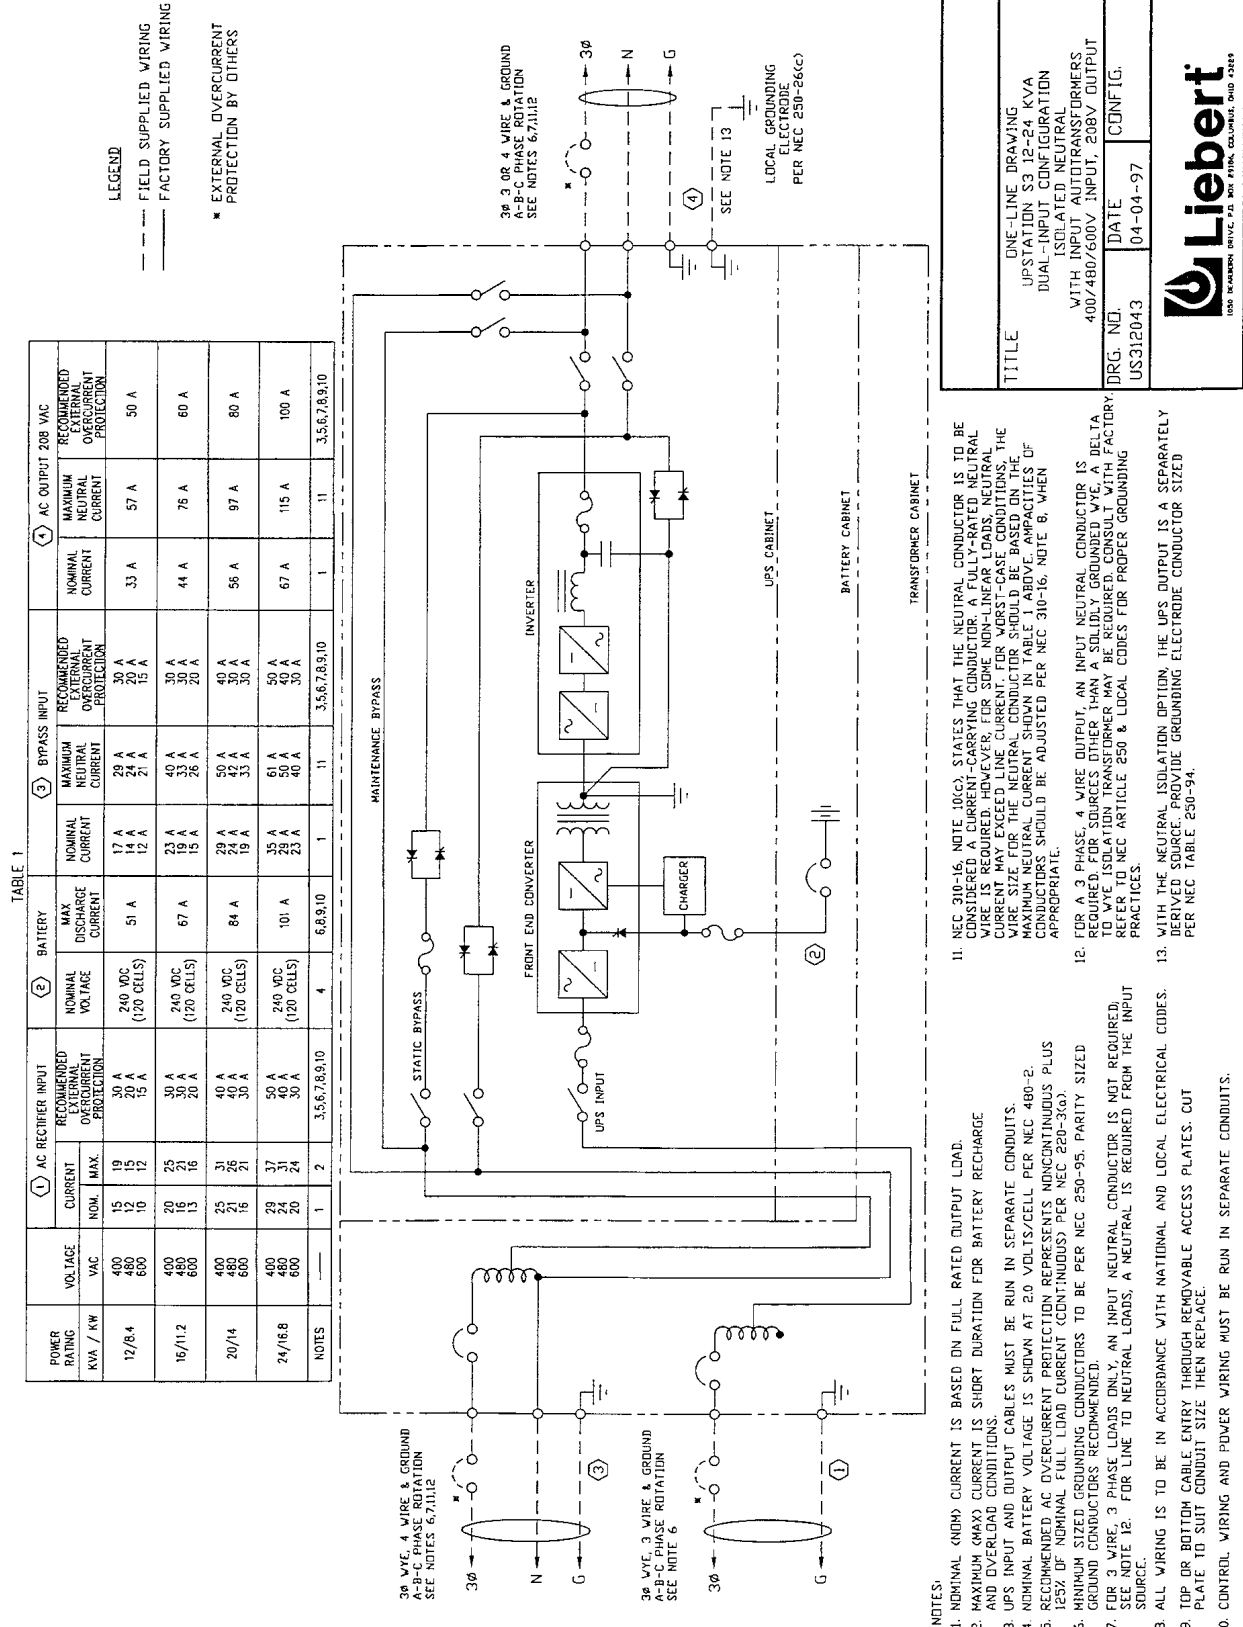 TABLE 1
POWER RATING
KVA / KW
① AC RECTIFIER INPUT
VOLTAGE
VAC
CURRENT
NOM. MAX.
RECOMMENDED EXTERNAL OVERCURRENT PROTECTION
② BATTERY
NOMINAL VOLTAGE
MAX DISCHARGE CURRENT
③ BYPASS INPUT
NOMINAL CURRENT
MAXIMUM NEUTRAL CURRENT
RECOMMENDED EXTERNAL OVERCURRENT PROTECTION
④ AC OUTPUT 208 VAC
NOMINAL CURRENT
MAXIMUM NEUTRAL CURRENT
RECOMMENDED EXTERNAL OVERCURRENT PROTECTION
12/8.4 400 15 19 30 A 240 VDC 51 A 17 A 29 A 30 A 33 A 57 A 50 A
480 12 15 20 A (120 CELLS) 14 A 24 A 20 A
600 10 12 15 A 12 A 21 A 15 A
16/11.2 400 20 25 30 A 240 VDC 67 A 23 A 40 A 30 A 44 A 76 A 60 A
480 16 21 30 A (120 CELLS) 19 A 33 A 30 A
600 13 16 20 A 15 A 26 A 20 A
20/14 400 25 31 40 A 240 VDC 84 A 29 A 50 A 40 A 56 A 97 A 80 A
480 21 26 40 A (120 CELLS) 24 A 42 A 30 A
600 16 21 30 A 19 A 33 A 30 A
24/16.8 400 29 37 50 A 240 VDC 101 A 35 A 61 A 50 A 67 A 115 A 100 A
480 24 31 40 A (120 CELLS) 29 A 50 A 40 A
600 20 24 30 A 23 A 40 A 30 A
NOTES — 1 2 3,5,6,7,8,9,10 4 6,8,9,10 1 11 3,5,6,7,8,9,10 1 11 3,5,6,7,8,9,10
LEGEND
FIELD SUPPLIED WIRING
FACTORY SUPPLIED WIRING
* EXTERNAL OVERCURRENT
PROTECTION BY OTHERS
3Ø WYE, 4 WIRE & GROUND
A-B-C PHASE ROTATION
SEE NOTES 6,7,11,12
*
3Ø
N
G
③
3Ø WYE, 3 WIRE & GROUND
A-B-C PHASE ROTATION
SEE NOTE 6
*
3Ø
G
①
MAINTENANCE BYPASS
STATIC BYPASS
UPS INPUT
FRONT END CONVERTER
CHARGER
②
INVERTER
UPS CABINET
BATTERY CABINET
TRANSFORMER CABINET
3Ø 3 OR 4 WIRE & GROUND
A-B-C PHASE ROTATION
SEE NOTES 6,7,11,12
*
3Ø
N
G
④
SEE NOTE 13
LOCAL GROUNDING
ELECTRODE
PER NEC 250-26(c)
NOTES:
1. NOMINAL (NOM) CURRENT IS BASED ON FULL RATED OUTPUT LOAD.
2. MAXIMUM (MAX) CURRENT IS SHORT DURATION FOR BATTERY RECHARGE
AND OVERLOAD CONDITIONS.
3. UPS INPUT AND OUTPUT CABLES MUST BE RUN IN SEPARATE CONDUITS.
4. NOMINAL BATTERY VOLTAGE IS SHOWN AT 2.0 VOLTS/CELL PER NEC 480-2.
5. RECOMMENDED AC OVERCURRENT PROTECTION REPRESENTS NONCONTINUOUS PLUS
125% OF NOMINAL FULL LOAD CURRENT (CONTINUOUS) PER NEC 220-3(a).
6. MINIMUM SIZED GROUNDING CONDUCTORS TO BE PER NEC 250-95. PARITY SIZED
GROUND CONDUCTORS RECOMMENDED.
7. FOR 3 WIRE, 3 PHASE LOADS ONLY, AN INPUT NEUTRAL CONDUCTOR IS NOT REQUIRED;
SEE NOTE 12. FOR LINE TO NEUTRAL LOADS, A NEUTRAL IS REQUIRED FROM THE INPUT
SOURCE.
8. ALL WIRING IS TO BE IN ACCORDANCE WITH NATIONAL AND LOCAL ELECTRICAL CODES.
9. TOP OR BOTTOM CABLE ENTRY THROUGH REMOVABLE ACCESS PLATES. CUT
PLATE TO SUIT CONDUIT SIZE THEN REPLACE.
0. CONTROL WIRING AND POWER WIRING MUST BE RUN IN SEPARATE CONDUITS.
11. NEC 310-16, NOTE 10(c), STATES THAT THE NEUTRAL CONDUCTOR IS TO BE
CONSIDERED A CURRENT-CARRYING CONDUCTOR. A FULLY-RATED NEUTRAL
WIRE IS REQUIRED. HOWEVER, FOR SOME NON-LINEAR LOADS, NEUTRAL
CURRENT MAY EXCEED LINE CURRENT. FOR WORST-CASE CONDITIONS, THE
WIRE SIZE FOR THE NEUTRAL CONDUCTOR SHOULD BE BASED ON THE
MAXIMUM NEUTRAL CURRENT SHOWN IN TABLE 1 ABOVE. AMPACITIES OF
CONDUCTORS SHOULD BE ADJUSTED PER NEC 310-16, NOTE 8, WHEN
APPROPRIATE.
12. FOR A 3 PHASE, 4 WIRE OUTPUT, AN INPUT NEUTRAL CONDUCTOR IS
REQUIRED. FOR SOURCES OTHER THAN A SOLIDLY GROUNDED WYE, A DELTA
TO WYE ISOLATION TRANSFORMER MAY BE REQUIRED. CONSULT WITH FACTORY.
REFER TO NEC ARTICLE 250 & LOCAL CODES FOR PROPER GROUNDING
PRACTICES.
13. WITH THE NEUTRAL ISOLATION OPTION, THE UPS OUTPUT IS A SEPARATELY
DERIVED SOURCE. PROVIDE GROUNDING ELECTRODE CONDUCTOR SIZED
PER NEC TABLE 250-94.
TITLE ONE-LINE DRAWING
UPSTATION S3 12-24 KVA
DUAL-INPUT CONFIGURATION
ISOLATED NEUTRAL
WITH INPUT AUTOTRANSFORMERS
400/480/600V INPUT, 208V OUTPUT
DRG. NO. DATE CONFIG.
US312043 04-04-97
Liebert
1050 DEARBORN DRIVE, P.O. BOX 29186, COLUMBUS, OHIO 43229